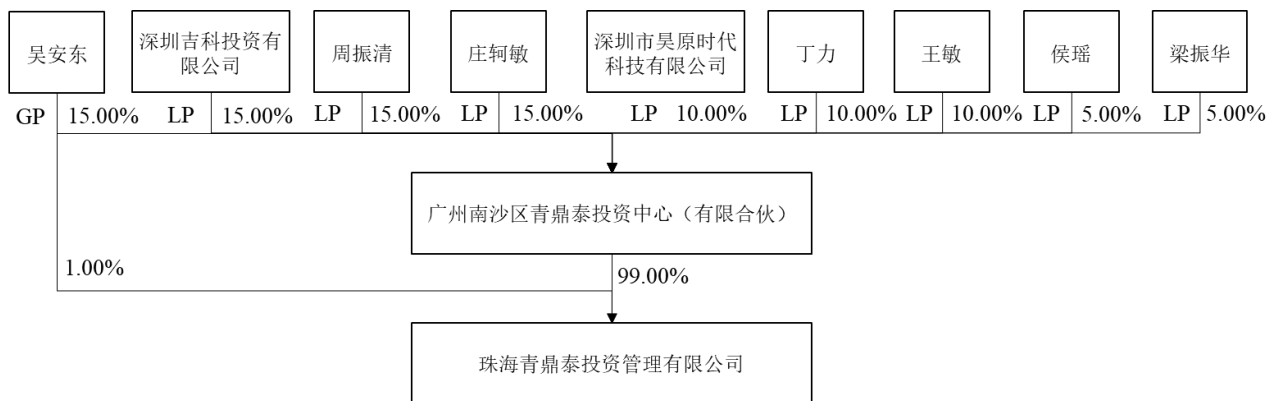 吴安东
深圳吉科投资有
限公司
周振清
庄轲敏
深圳市昊原时代
科技有限公司
丁力
王敏
侯瑶
梁振华
GP 15.00% LP 15.00% LP 15.00% LP 15.00% LP 10.00% LP 10.00% LP 10.00% LP 5.00% LP 5.00%
广州南沙区青鼎泰投资中心（有限合伙）
1.00%
99.00%
珠海青鼎泰投资管理有限公司